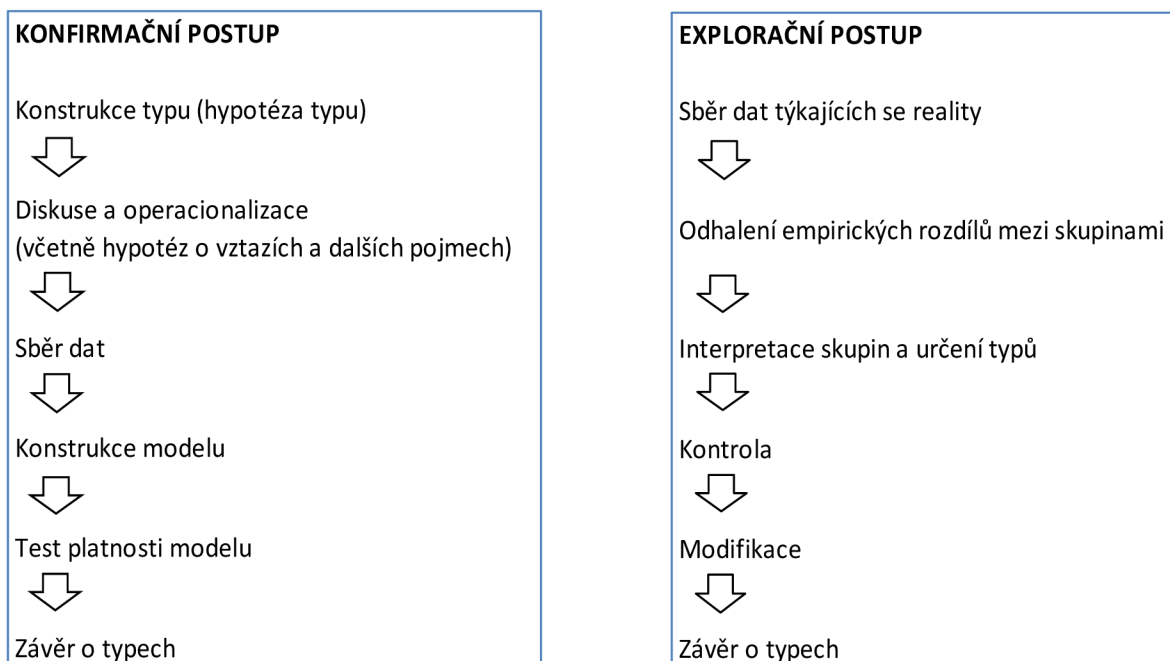 KONFIRMAČNÍ POSTUP
Konstrukce typu (hypotéza typu)
Diskuse a operacionalizace
(včetně hypotéz o vztazích a dalších pojmech)
Sběr dat
Konstrukce modelu
Test platnosti modelu
Závěr o typech
EXPLORAČNÍ POSTUP
Sběr dat týkajících se reality
Odhalení empirických rozdílů mezi skupinami
Interpretace skupin a určení typů
Kontrola
Modifikace
Závěr o typech